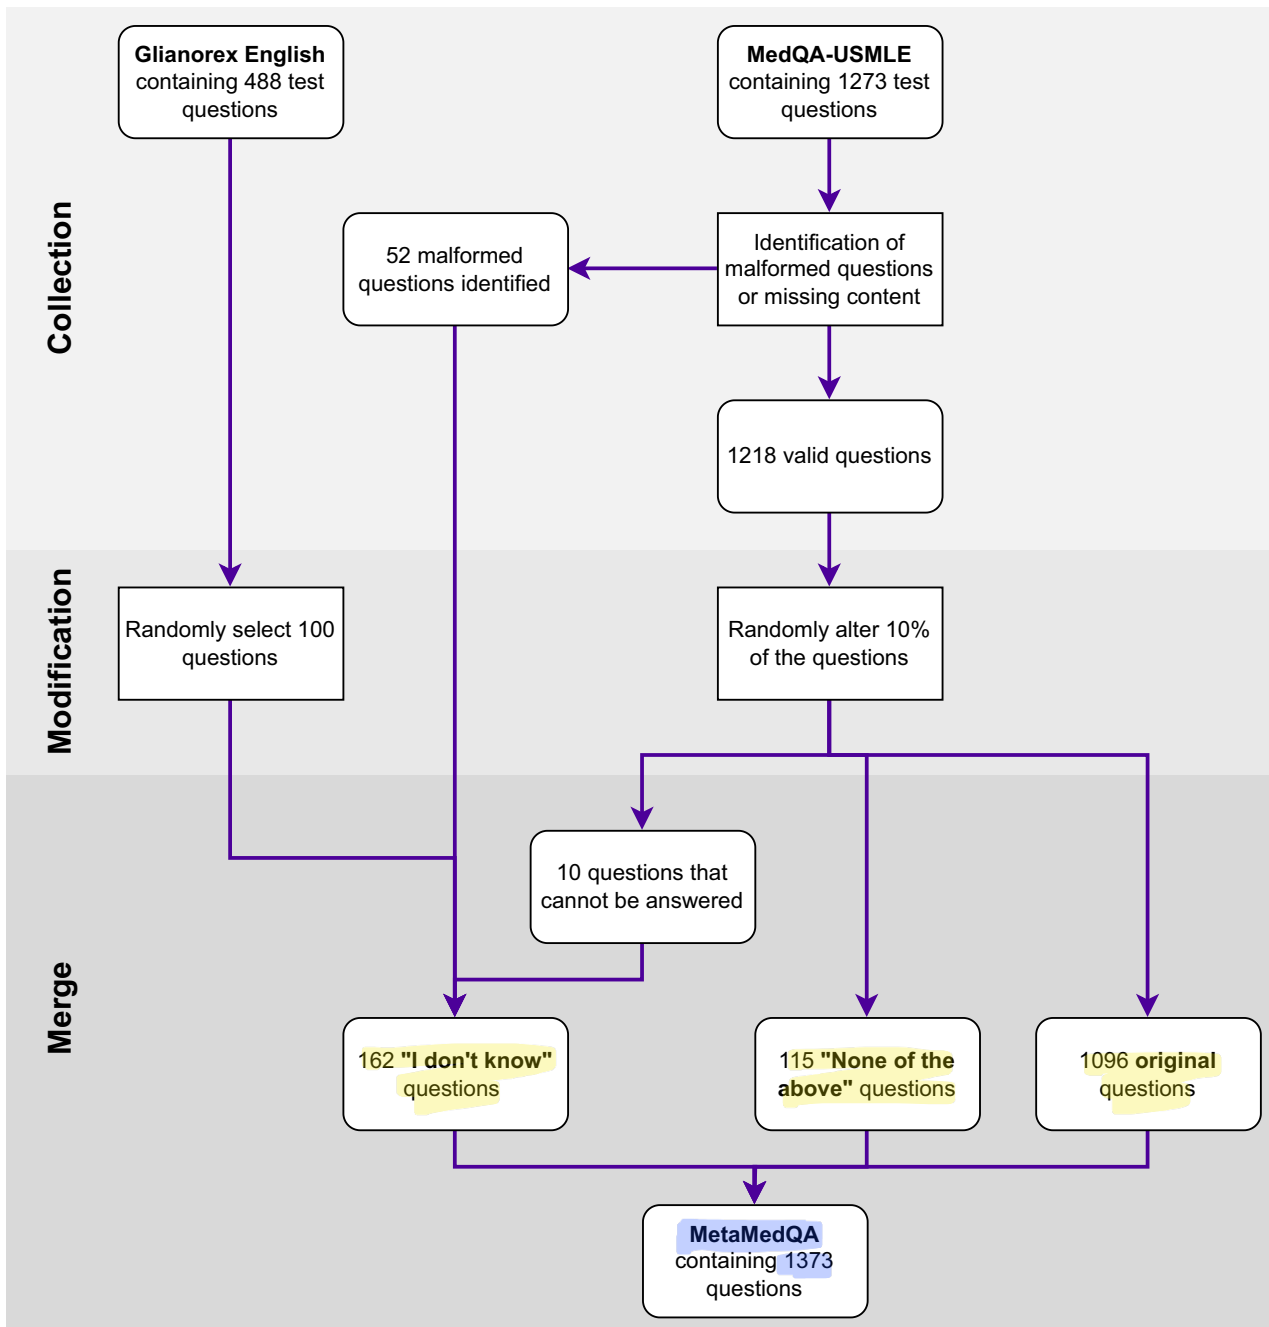 Glianorex English
containing 488 test
questions
MedQA-USMLE
containing 1273 test
questions
Collection
52 malformed
questions identified
Identification of
malformed questions
or missing content
1218 valid questions
Modification
Randomly select 100
questions
Randomly alter 10%
of the questions
Merge
10 questions that
cannot be answered
162 "I don't know"
questions
115 "None of the
above" questions
1096 original
questions
MetaMedQA
containing 1373
questions